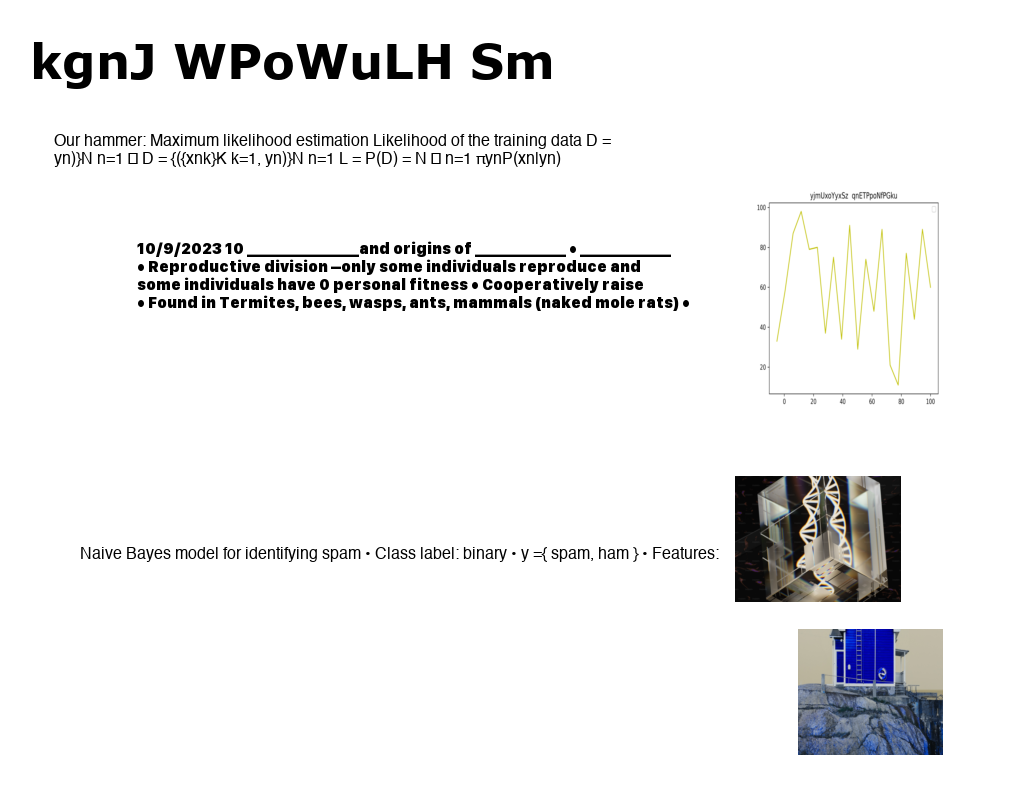 kgnJ WPoWuLH Sm
Our hammer: Maximum likelihood estimation Likelihood of the training data D =
yn)}N n=1 � D = {({xnk}K k=1, yn)}N n=1 L = P(D) = N � n=1 πynP(xn|yn)
yjmUxoYyxSz qnETPpoNfPGku
100
80
60
40
20
0 20 40 60 80 100
10/9/2023 10 ______________and origins of ___________ • ___________
• Reproductive division –only some individuals reproduce and
some individuals have 0 personal fitness • Cooperatively raise
• Found in Termites, bees, wasps, ants, mammals (naked mole rats) •
Naive Bayes model for identifying spam • Class label: binary • y ={ spam, ham } • Features: